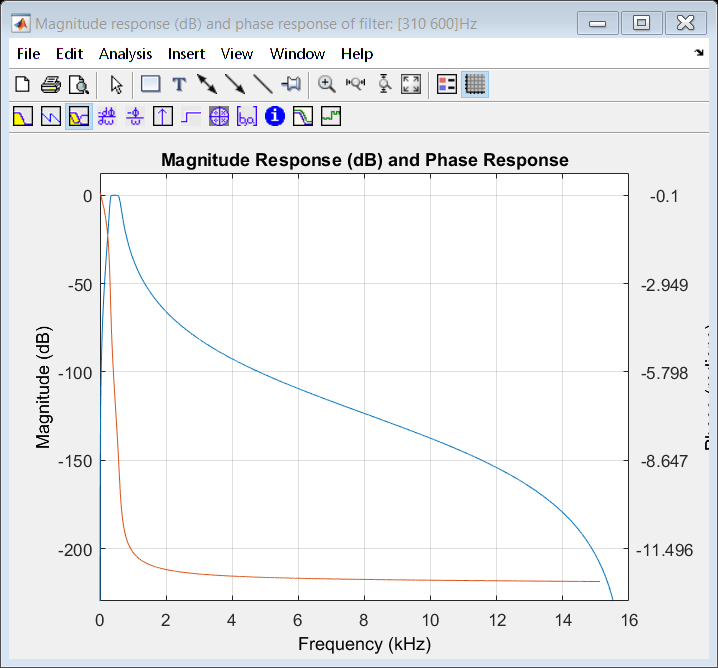 Magnitude response (dB) and phase response of filter: [310 600]Hz
File Edit Analysis Insert View Window Help
Magnitude Response (dB) and Phase Response
0
-50
-100
-150
-200
Magnitude (dB)
-0.1
-2.949
-5.798
-8.647
-11.496
0 2 4 6 8 10 12 14 16
Frequency (kHz)